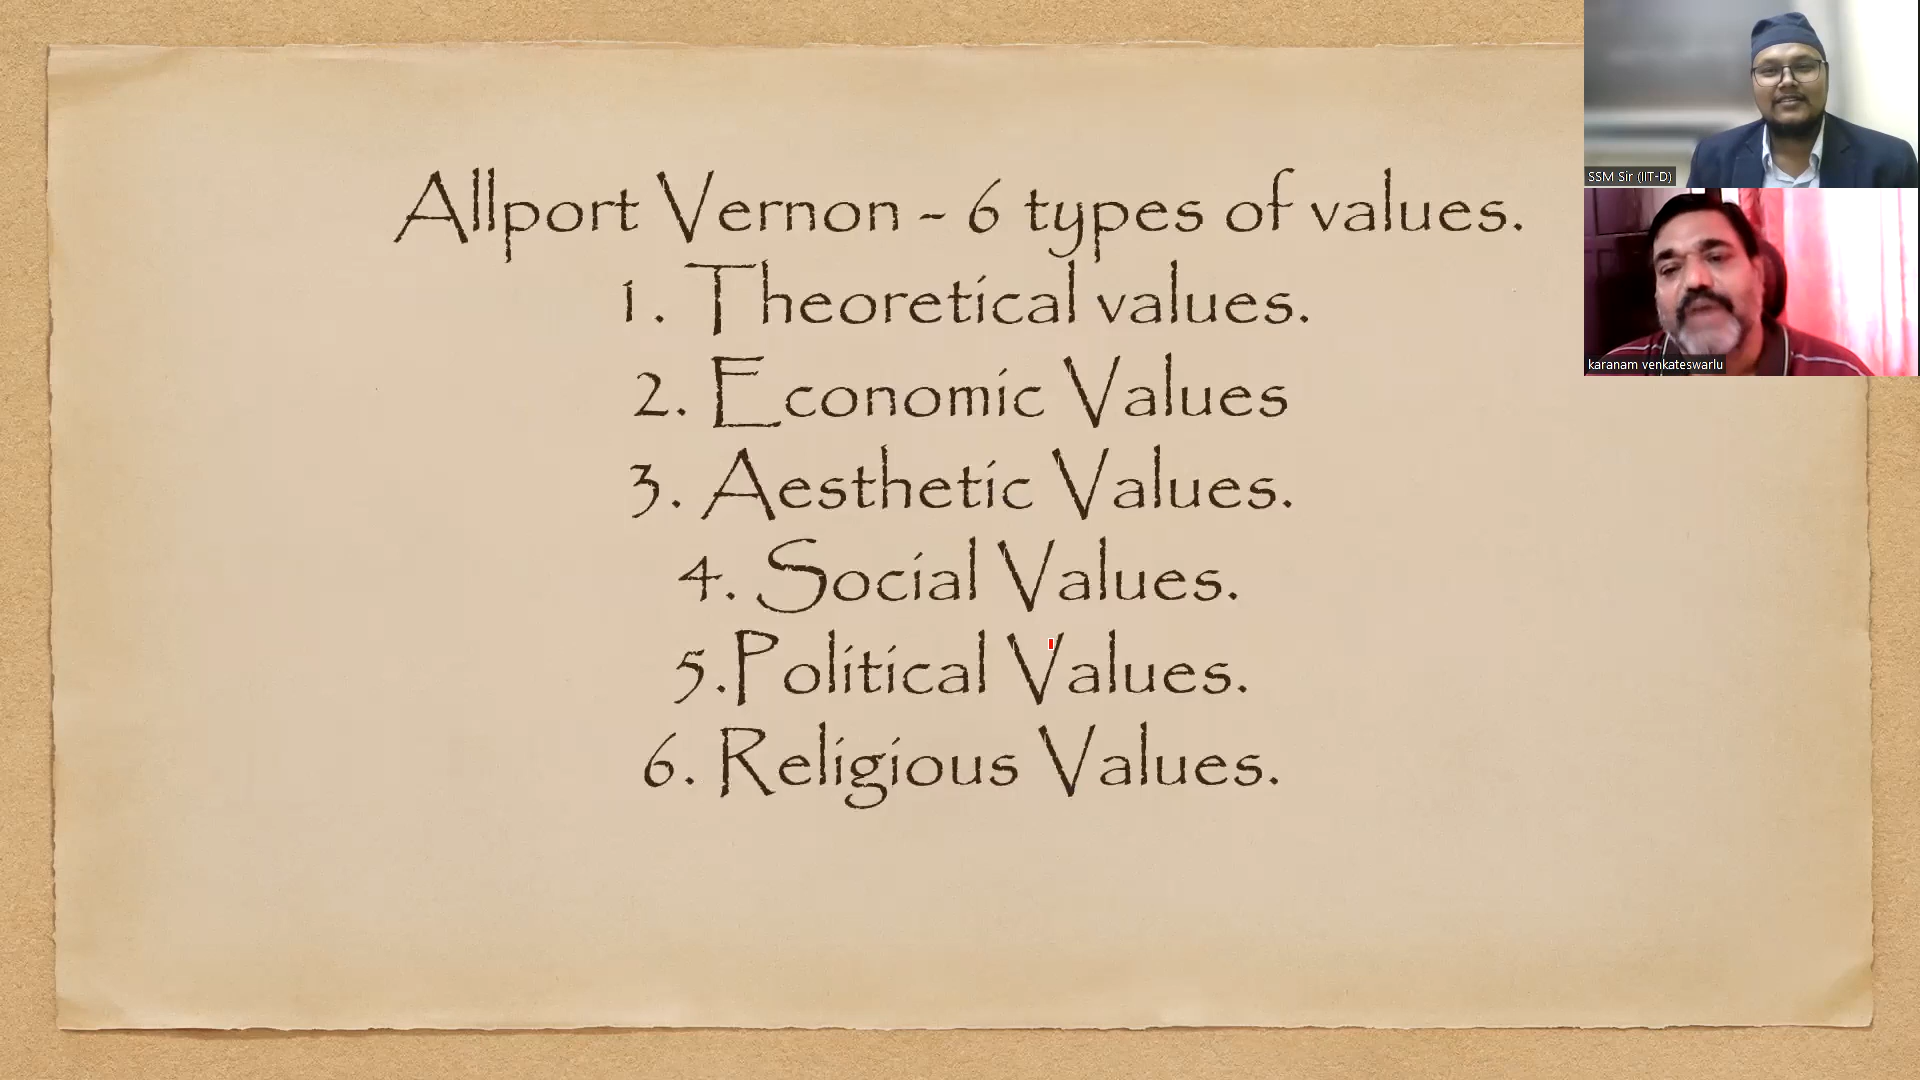 Allport Vernon - 6 types of values.
1. Theoretical values.
2. Economic Values
3. Aesthetic Values.
4. Social Values.
5.Political Values.
6. Religious Values.
SSM Sir (IIT-D)
karanam venkateswarlu